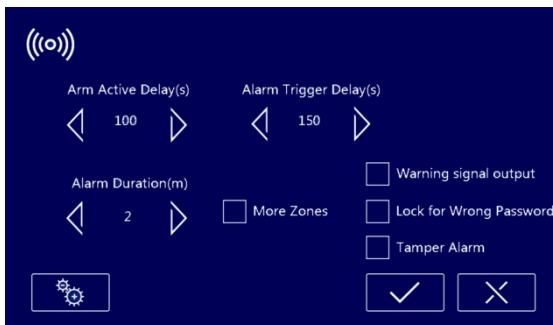 Arm Active Delay(s)
Alarm Trigger Delay(s)
100
150
Alarm Duration(m)
Warning signal output
2
More Zones
Lock for Wrong Password
Tamper Alarm